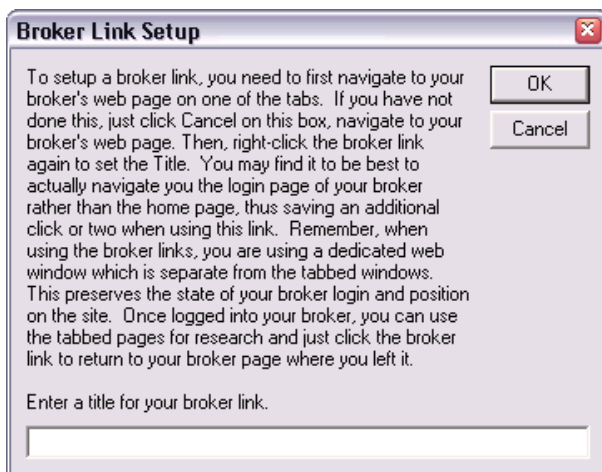 Broker Link Setup
To setup a broker link, you need to first navigate to your
broker's web page on one of the tabs.  If you have not
done this, just click Cancel on this box, navigate to your
broker's web page. Then, right-click the broker link
again to set the Title.  You may find it to be best to
actually navigate you the login page of your broker
rather than the home page, thus saving an additional
click or two when using this link.  Remember, when
using the broker links, you are using a dedicated web
window which is separate from the tabbed windows.
This preserves the state of your broker login and position
on the site.  Once logged into your broker, you can use
the tabbed pages for research and just click the broker
link to return to your broker page where you left it.
Enter a title for your broker link.
OK
Cancel